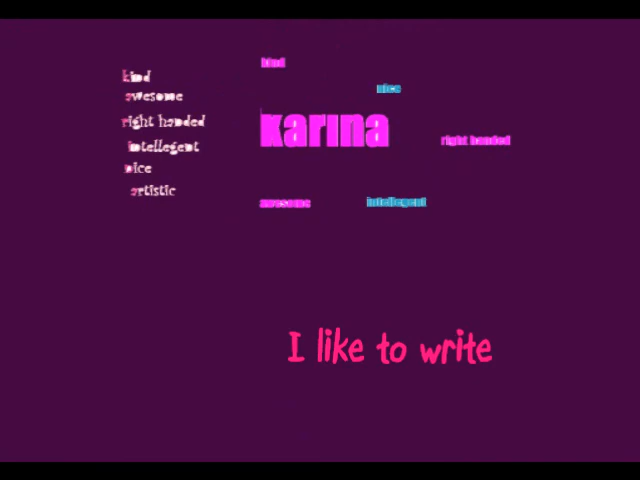 kind
awesome
right handed
intellegent
nice
artistic
kind
nice
karina
right handed
awesome
intellegent
I like to write